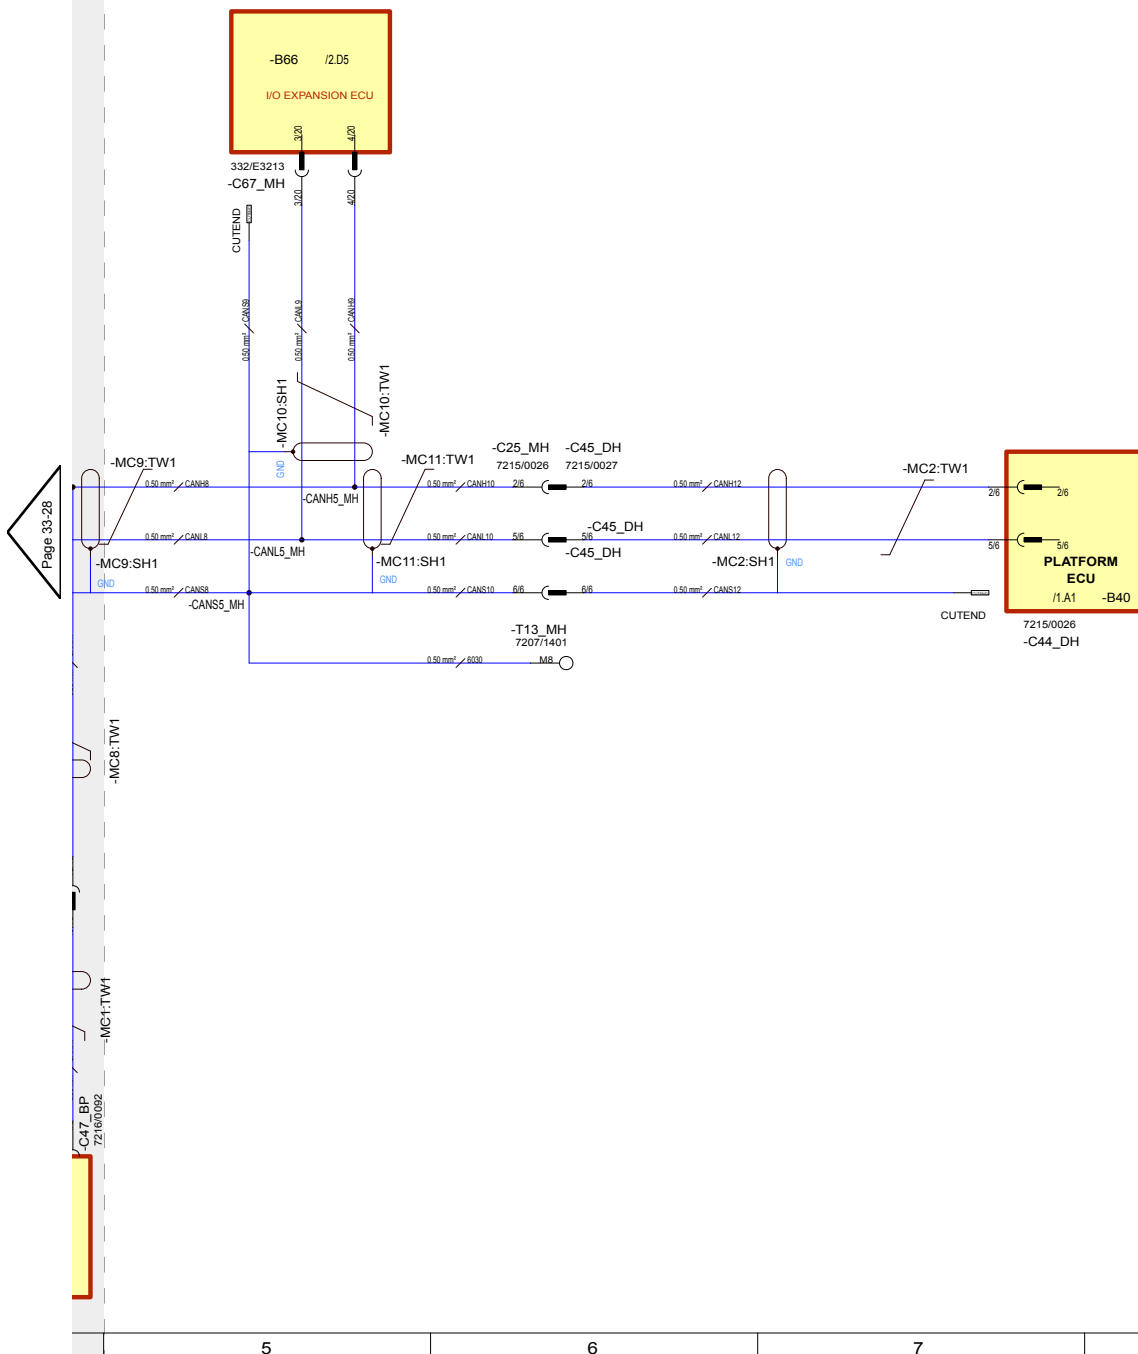 -B66 /2.D5
I/O EXPANSION ECU
3/20 4/20
332/E3213
-C67_MH
3/20 4/20
CUTEND
0.50 mm² CANS9
0.50 mm² CANL9
0.50 mm² CANH9
-MC10:SH1
-MC10:TW1
GND
Page 33-28
-MC9:TW1
0.50 mm² CANH8
-CANH5_MH
-MC11:TW1
0.50 mm² CANH10
-C25_MH -C45_DH
7215/0026 7215/0027
2/6 2/6
0.50 mm² CANH12
-MC2:TW1
2/6 2/6
0.50 mm² CANL8
-CANL5_MH
0.50 mm² CANL10
-C45_DH
5/6 5/6
-C45_DH
0.50 mm² CANL12
5/6 5/6
-MC9:SH1
GND
-MC11:SH1
GND
-MC2:SH1
GND
PLATFORM
ECU
/1.A1 -B40
0.50 mm² CANS8
-CANS5_MH
0.50 mm² CANS10
6/6 6/6
0.50 mm² CANS12
CUTEND
7215/0026
-C44_DH
-T13_MH
7207/1401
0.50 mm² 6030
M8
-MC8:TW1
-MC1:TW1
-C47_BP
7216/0092
5 6 7